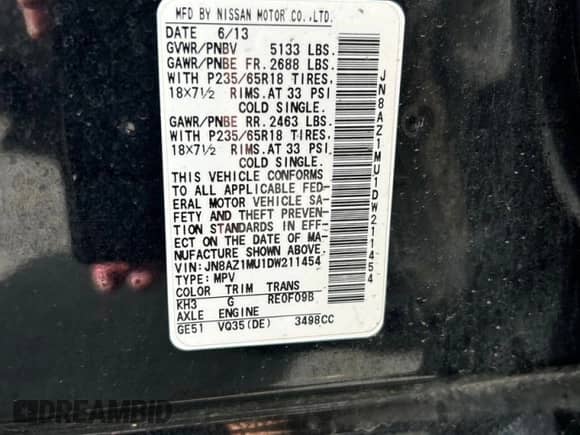 MFD BY NISSAN MOTOR CO.,LTD.
DATE 6/13
GVWR/PNBV 5133 LBS.
GAWR/PNBE FR. 2688 LBS.
WITH P235/65R18 TIRES,
18×7½ RIMS. AT 33 PSI
COLD SINGLE.
GAWR/PNBE RR. 2463 LBS.
WITH P235/65R18 TIRES,
18×7½ RIMS. AT 33 PSI
COLD SINGLE.
THIS VEHICLE CONFORMS
TO ALL APPLICABLE FED-
ERAL MOTOR VEHICLE SA-
FETY AND THEFT PREVEN-
TION STANDARDS IN EFF-
ECT ON THE DATE OF MA-
NUFACTURE SHOWN ABOVE.
VIN: JN8AZ1MU1DW211454
TYPE: MPV
COLOR TRIM TRANS
KH3 G RE0F09B
AXLE ENGINE
GE51 VQ35(DE) 3498CC
JN8AZ1MU1DW211454
DREAMBID